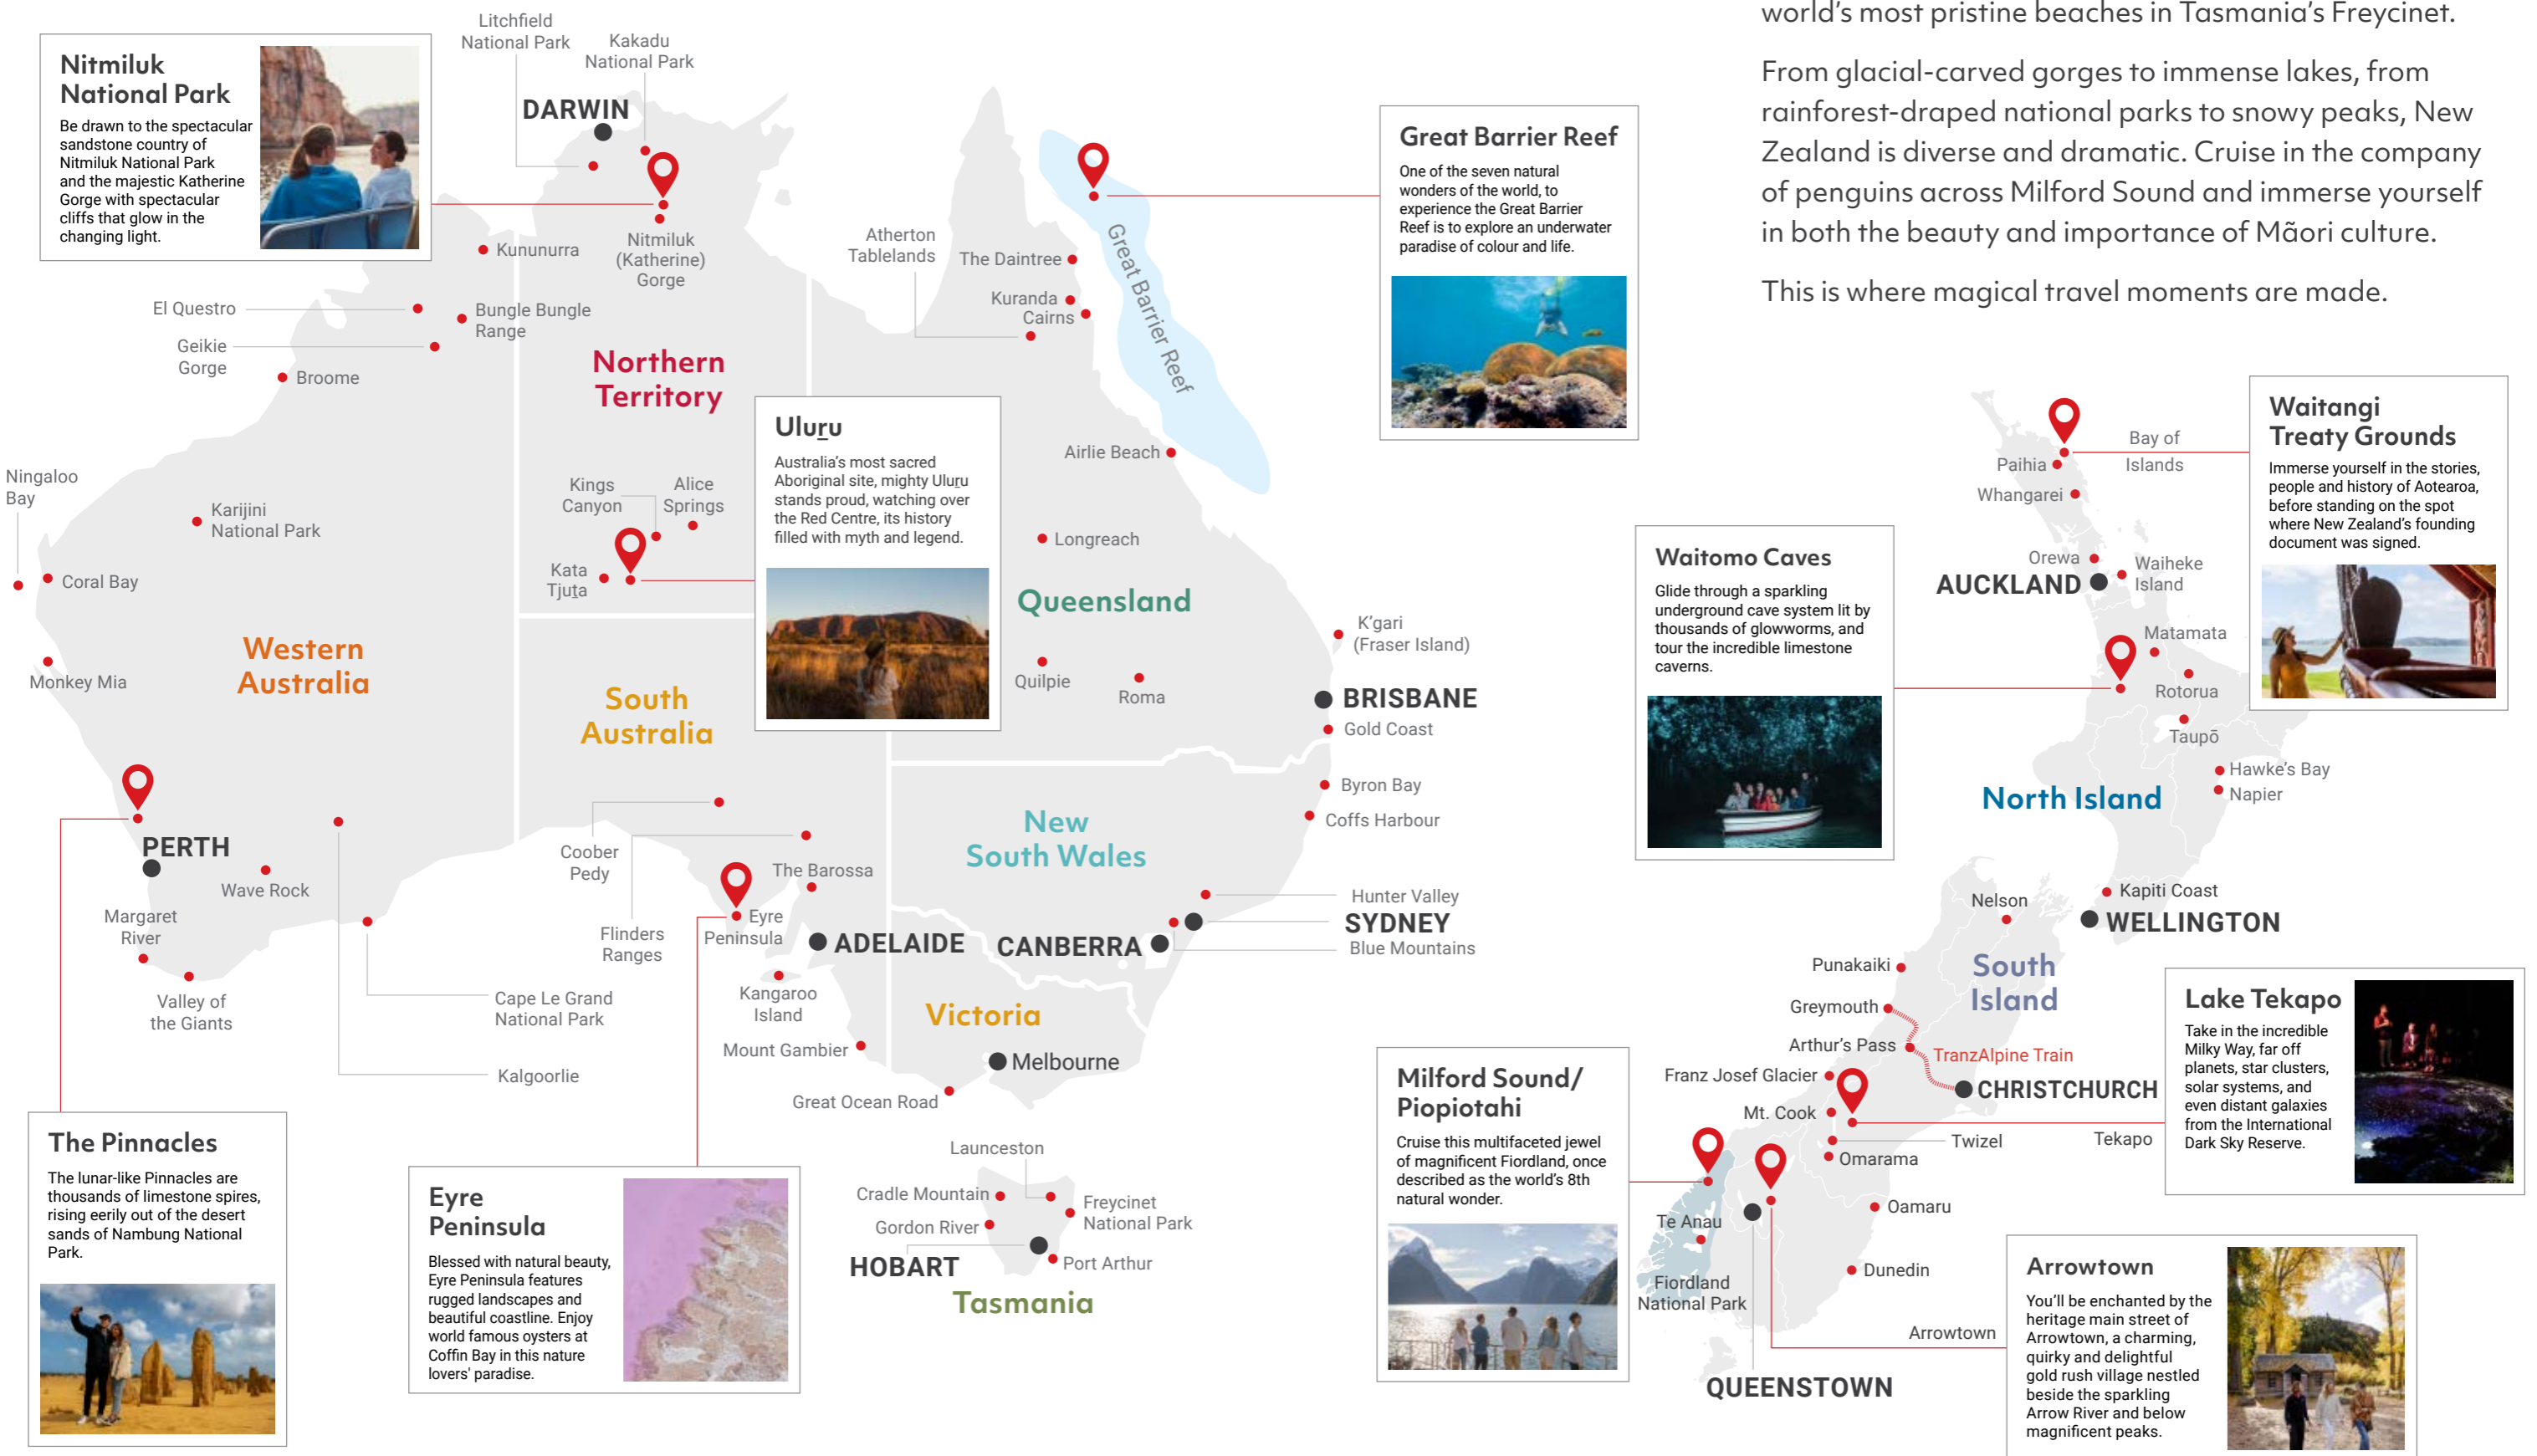 world's most pristine beaches in Tasmania's Freycinet.
From glacial-carved gorges to immense lakes, from
rainforest-draped national parks to snowy peaks, New
Zealand is diverse and dramatic. Cruise in the company
of penguins across Milford Sound and immerse yourself
in both the beauty and importance of Mãori culture.
This is where magical travel moments are made.
Nitmiluk
National Park
Be drawn to the spectacular
sandstone country of
Nitmiluk National Park
and the majestic Katherine
Gorge with spectacular
cliffs that glow in the
changing light.
Litchfield
National Park
Kakadu
National Park
DARWIN
Nitmiluk
(Katherine)
Gorge
Kununurra
El Questro
Bungle Bungle
Range
Geikie
Gorge
Broome
Northern
Territory
Atherton
Tablelands
The Daintree
Kuranda
Cairns
Great Barrier Reef
Great Barrier Reef
One of the seven natural
wonders of the world, to
experience the Great Barrier
Reef is to explore an underwater
paradise of colour and life.
Uluṟu
Australia's most sacred
Aboriginal site, mighty Uluṟu
stands proud, watching over
the Red Centre, its history
filled with myth and legend.
Airlie Beach
Kings
Canyon
Alice
Springs
Kata
Tjuṯa
Ningaloo
Bay
Karijini
National Park
Coral Bay
Monkey Mia
Western
Australia
Longreach
Queensland
Quilpie
Roma
K'gari
(Fraser Island)
BRISBANE
Gold Coast
Byron Bay
Coffs Harbour
South
Australia
Coober
Pedy
The Barossa
Flinders
Ranges
Eyre
Peninsula
ADELAIDE
Kangaroo
Island
Mount Gambier
New
South Wales
Hunter Valley
SYDNEY
Blue Mountains
CANBERRA
Victoria
Melbourne
Great Ocean Road
PERTH
Wave Rock
Margaret
River
Valley of
the Giants
Cape Le Grand
National Park
Kalgoorlie
The Pinnacles
The lunar-like Pinnacles are
thousands of limestone spires,
rising eerily out of the desert
sands of Nambung National
Park.
Eyre
Peninsula
Blessed with natural beauty,
Eyre Peninsula features
rugged landscapes and
beautiful coastline. Enjoy
world famous oysters at
Coffin Bay in this nature
lovers' paradise.
Launceston
Cradle Mountain
Freycinet
National Park
Gordon River
HOBART
Port Arthur
Tasmania
Waitangi
Treaty Grounds
Immerse yourself in the stories,
people and history of Aotearoa,
before standing on the spot
where New Zealand's founding
document was signed.
Bay of
Islands
Paihia
Whangarei
Orewa
AUCKLAND
Waiheke
Island
Waitomo Caves
Glide through a sparkling
underground cave system lit by
thousands of glowworms, and
tour the incredible limestone
caverns.
Matamata
Rotorua
Taupō
Hawke's Bay
Napier
North Island
Kapiti Coast
WELLINGTON
Nelson
South
Island
Punakaiki
Greymouth
Arthur's Pass
TranzAlpine Train
Franz Josef Glacier
CHRISTCHURCH
Mt. Cook
Twizel
Tekapo
Omarama
Lake Tekapo
Take in the incredible
Milky Way, far off
planets, star clusters,
solar systems, and
even distant galaxies
from the International
Dark Sky Reserve.
Milford Sound/
Piopiotahi
Cruise this multifaceted jewel
of magnificent Fiordland, once
described as the world's 8th
natural wonder.
Te Anau
Oamaru
Dunedin
Fiordland
National Park
Arrowtown
QUEENSTOWN
Arrowtown
You'll be enchanted by the
heritage main street of
Arrowtown, a charming,
quirky and delightful
gold rush village nestled
beside the sparkling
Arrow River and below
magnificent peaks.